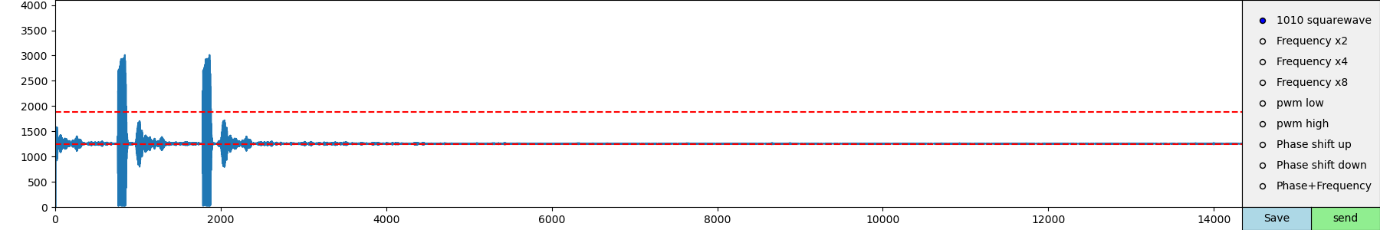 4000
3500
3000
2500
2000
1500
1000
500
0
0 2000 4000 6000 8000 10000 12000 14000
1010 squarewave
Frequency x2
Frequency x4
Frequency x8
pwm low
pwm high
Phase shift up
Phase shift down
Phase+Frequency
Save send